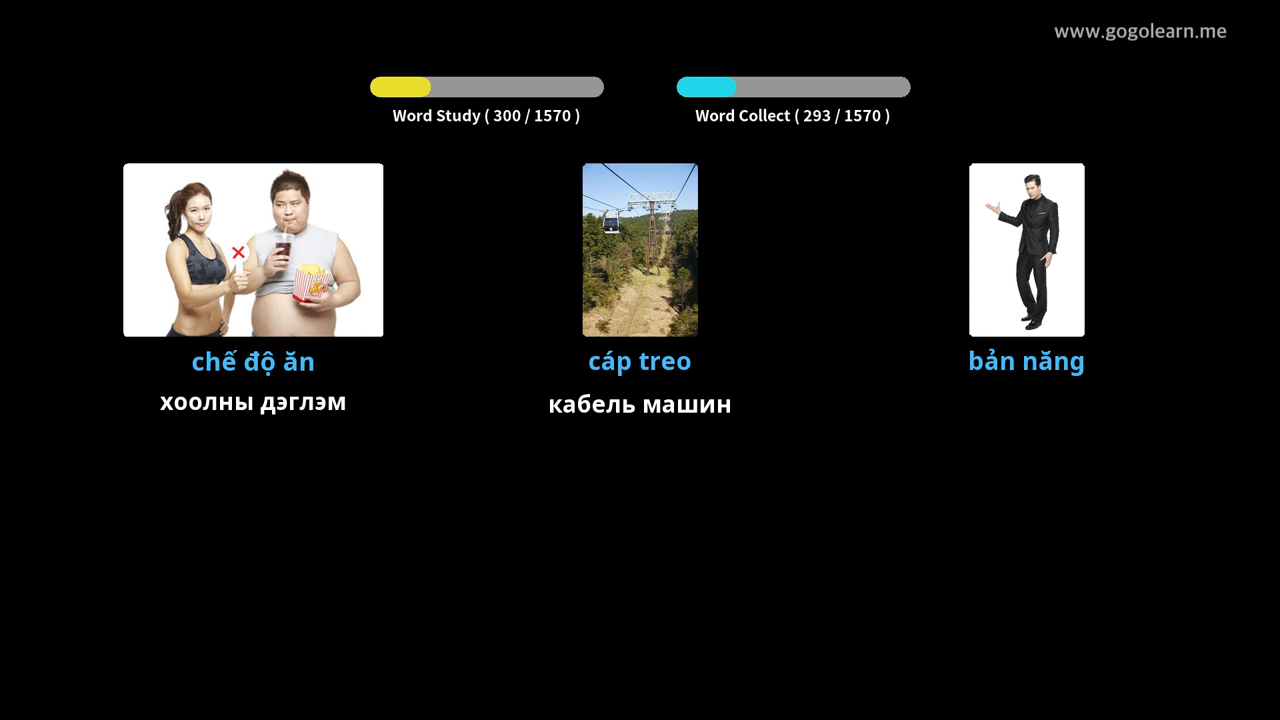 www.gogolearn.me
Word Study ( 300 / 1570 )
Word Collect ( 293 / 1570 )
chế độ ăn
хоолны дэглэм
cáp treo
кабель машин
bản năng